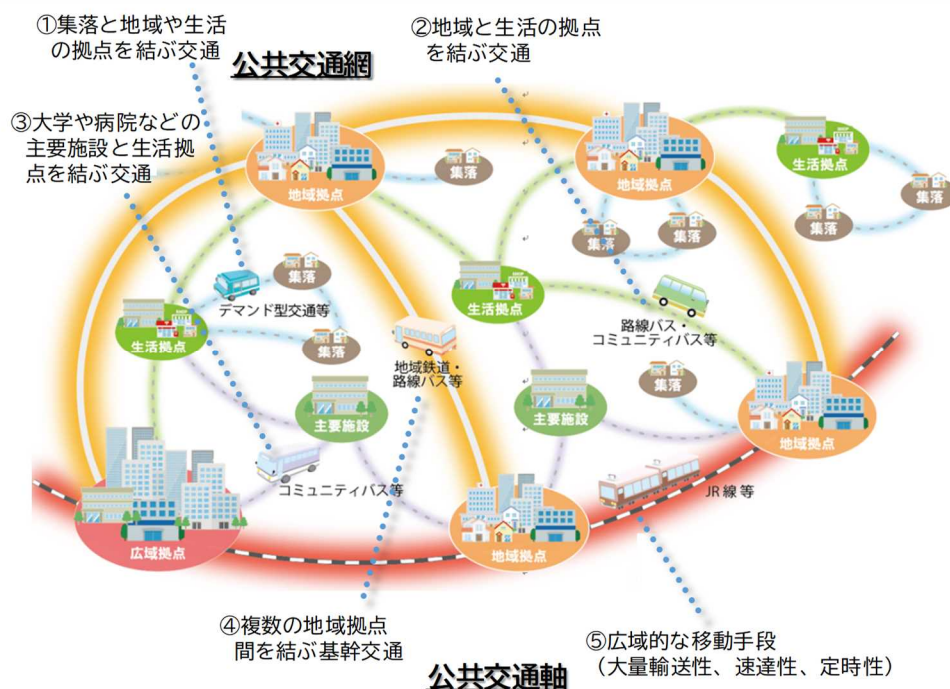 ①集落と地域や生活
の拠点を結ぶ交通
②地域と生活の拠点
を結ぶ交通
公共交通網
③大学や病院などの
主要施設と生活拠
点を結ぶ交通
地域拠点
集落
地域拠点
生活拠点
集落
集落
集落
集落
集落
デマンド型交通等
生活拠点
集落
生活拠点
路線バス・
コミュニティバス等
地域鉄道・
路線バス等
集落
主要施設
主要施設
地域拠点
コミュニティバス等
JR線等
広域拠点
地域拠点
④複数の地域拠点
間を結ぶ基幹交通
⑤広域的な移動手段
（大量輸送性、速達性、定時性）
公共交通軸